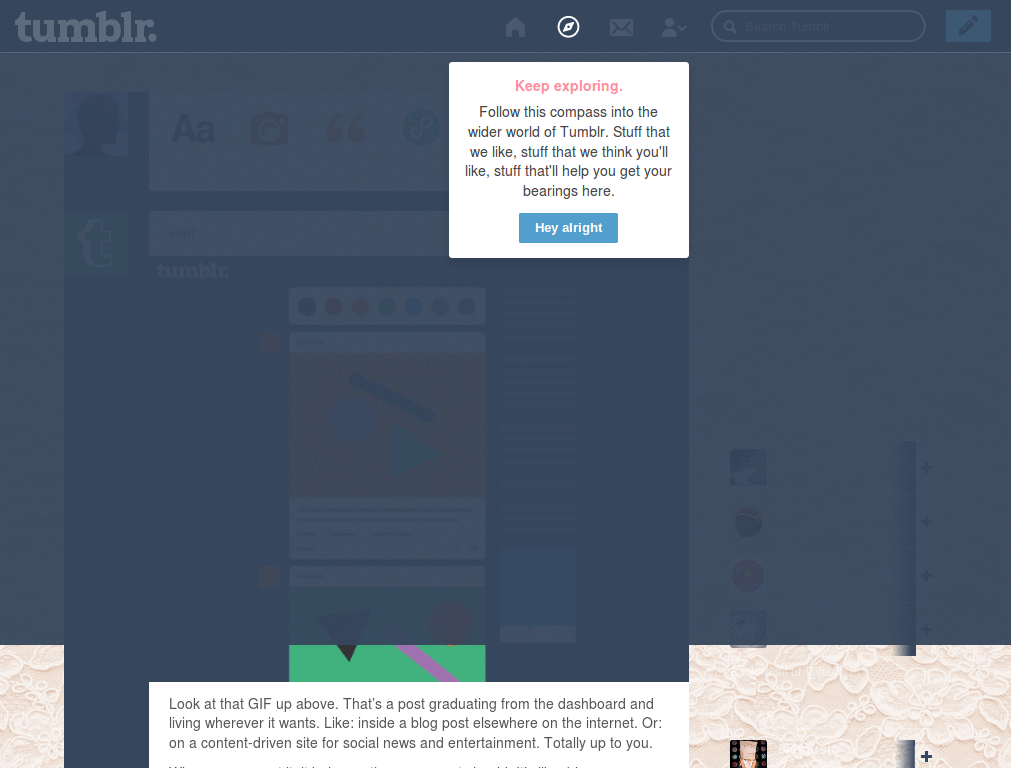 tumblr.
Search Tumblr
Keep exploring.
Follow this compass into the
wider world of Tumblr. Stuff that
we like, stuff that we think you'll
like, stuff that'll help you get your
bearings here.
Hey alright
Aa
staff
tumblr.
Look at that GIF up above. That's a post graduating from the dashboard and
living wherever it wants. Like: inside a blog post elsewhere on the internet. Or:
on a content-driven site for social news and entertainment. Totally up to you.